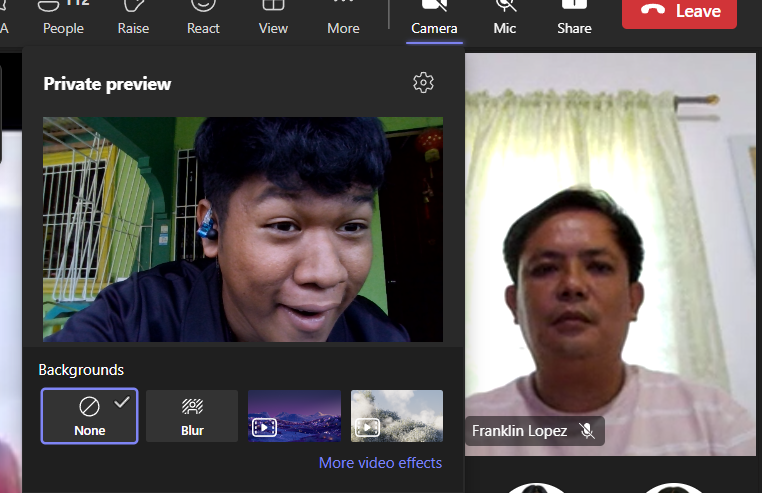 A
People
112
Raise
React
View
More
Camera
Mic
Share
Leave
Private preview
Backgrounds
None
Blur
More video effects
Franklin Lopez